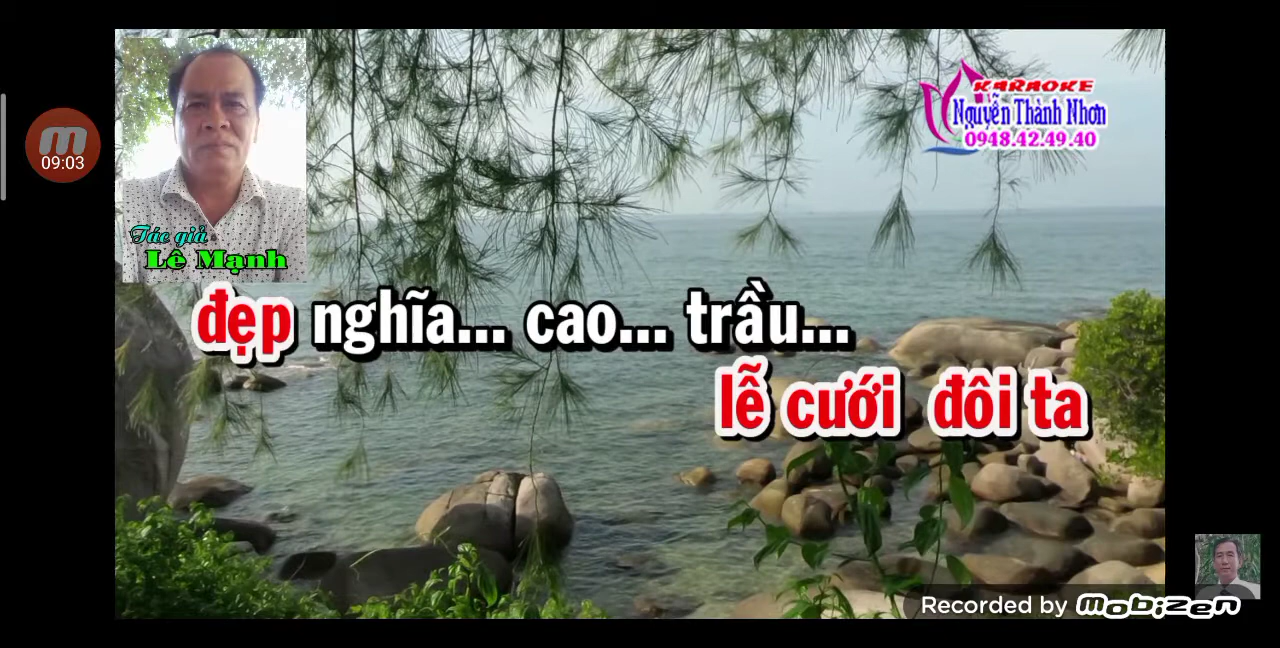 09:03
Tác giả
Lê Mạnh
KARAOKE
Nguyễn Thành Nhơn
0948.42.49.40
đẹp nghĩa... cao... trầu...
lễ cưới đôi ta
Recorded by mobizen